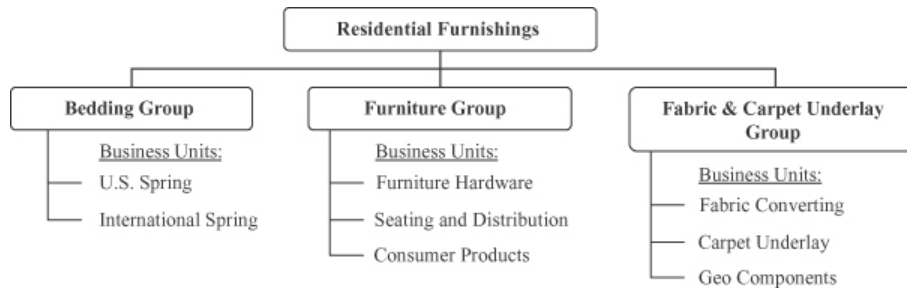 Residential Furnishings
Bedding Group
Business Units:
U.S. Spring
International Spring
Furniture Group
Business Units:
Furniture Hardware
Seating and Distribution
Consumer Products
Fabric & Carpet Underlay
Group
Business Units:
Fabric Converting
Carpet Underlay
Geo Components